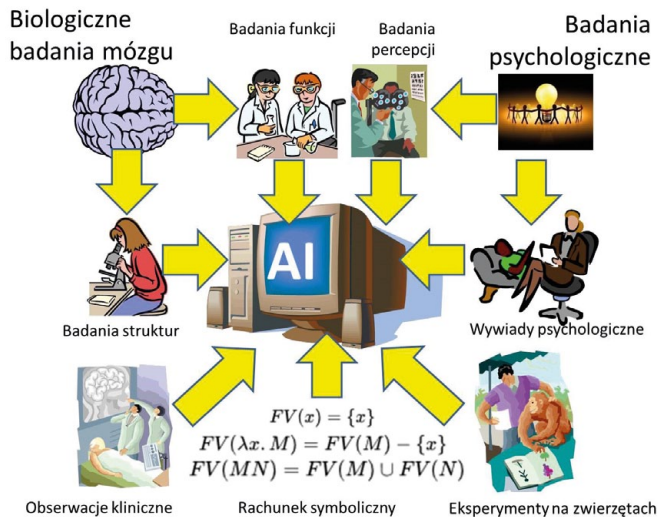 Biologiczne
badania mózgu
Badania funkcji
Badania
percepcji
Badania
psychologiczne
AI
Badania struktur
Wywiady psychologiczne
FV(x) = {x}
FV(λx.M) = FV(M) − {x}
FV(MN) = FV(M) ∪ FV(N)
Obserwacje kliniczne
Rachunek symboliczny
Eksperymenty na zwierzętach